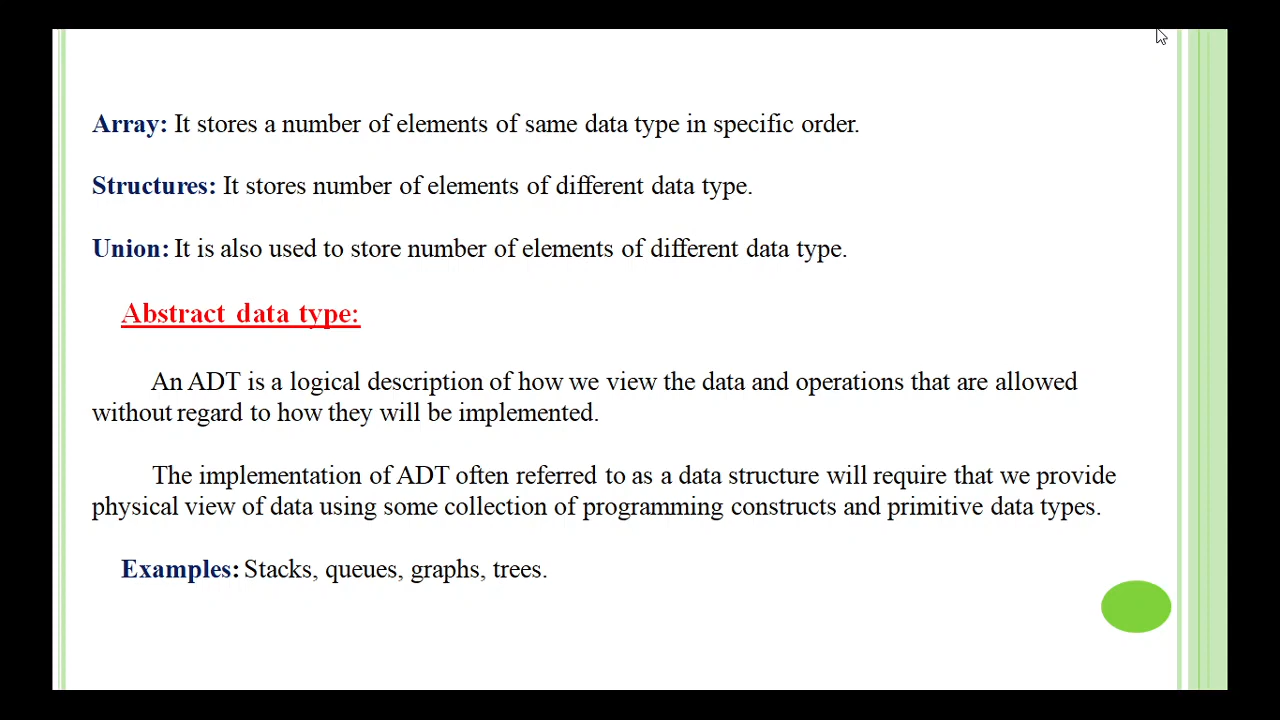 Array: It stores a number of elements of same data type in specific order.
Structures: It stores number of elements of different data type.
Union: It is also used to store number of elements of different data type.
Abstract data type:
An ADT is a logical description of how we view the data and operations that are allowed
without regard to how they will be implemented.
The implementation of ADT often referred to as a data structure will require that we provide
physical view of data using some collection of programming constructs and primitive data types.
Examples: Stacks, queues, graphs, trees.